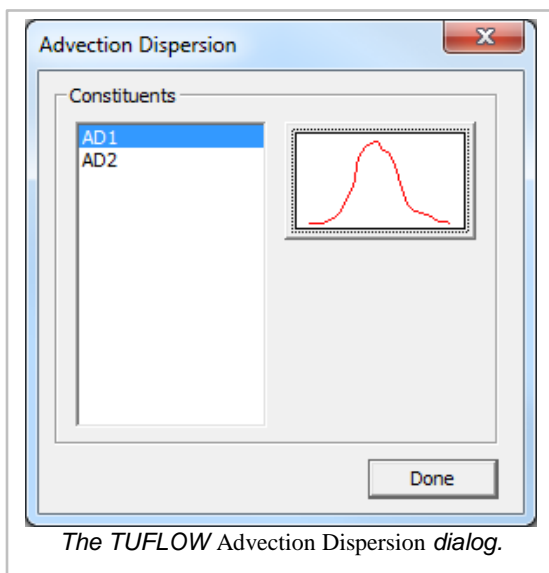 Advection Dispersion
Constituents
AD1
AD2
Done
The TUFLOW Advection Dispersion dialog.